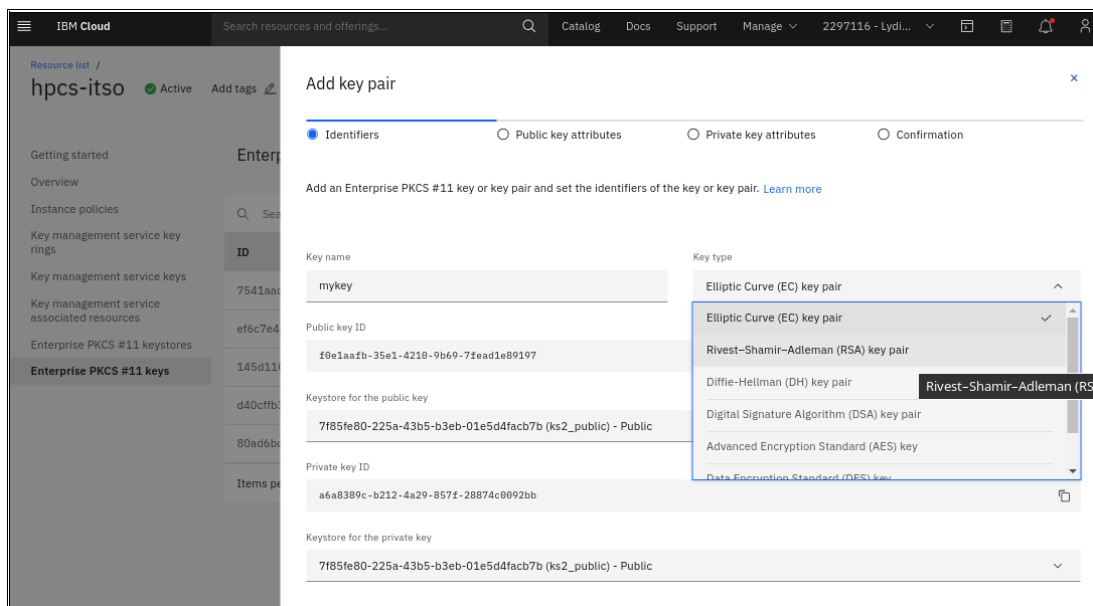 IBM Cloud
Search resources and offerings...
Catalog
Docs
Support
Manage
2297116 - Lydi...
Resource list /
hpcs-itso
Active
Add tags
Getting started
Overview
Instance policies
Key management service key
rings
Key management service keys
Key management service
associated resources
Enterprise PKCS #11 keystores
Enterprise PKCS #11 keys
Enterp
Sea
ID
7541aac
ef6c7e4
145d11
d40cffb
80ad6b
Items pe
Add key pair
Identifiers
Public key attributes
Private key attributes
Confirmation
Add an Enterprise PKCS #11 key or key pair and set the identifiers of the key or key pair. Learn more
Key name
mykey
Key type
Elliptic Curve (EC) key pair
Elliptic Curve (EC) key pair
Rivest–Shamir–Adleman (RSA) key pair
Diffie-Hellman (DH) key pair
Rivest–Shamir–Adleman (RS
Digital Signature Algorithm (DSA) key pair
Advanced Encryption Standard (AES) key
Data Encryption Standard (DES) key
Public key ID
f0e1aafb-35e1-4210-9b69-7fead1e89197
Keystore for the public key
7f85fe80-225a-43b5-b3eb-01e5d4facb7b (ks2_public) - Public
Private key ID
a6a8389c-b212-4a29-857f-28874c0092bb
Keystore for the private key
7f85fe80-225a-43b5-b3eb-01e5d4facb7b (ks2_public) - Public